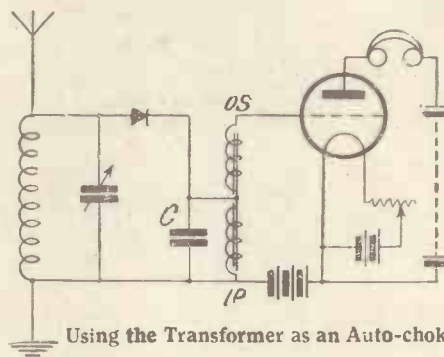 OS
C
IP
Using the Transformer as an Auto-chok